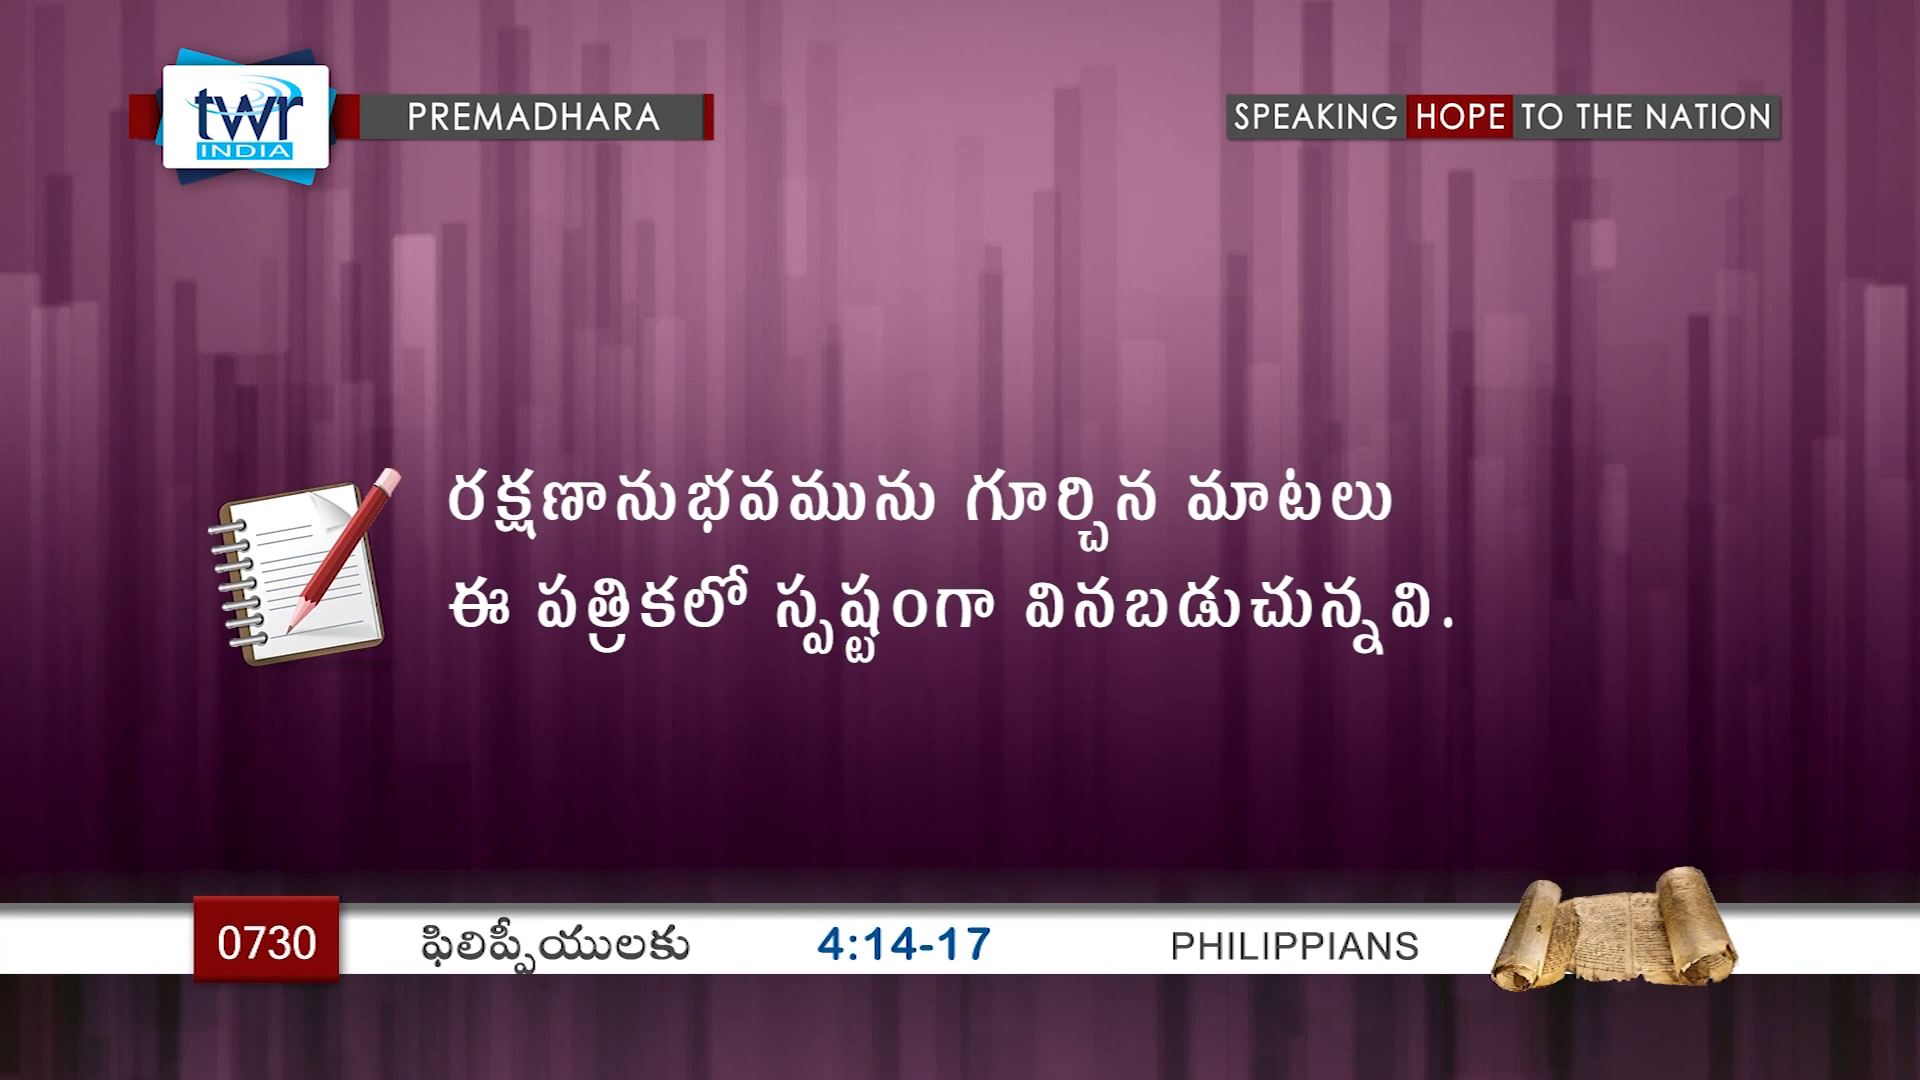 twr
INDIA
PREMADHARA
SPEAKING HOPE TO THE NATION
రక్షణానుభవమును గూర్చిన మాటలు
ఈ పత్రికలో స్పష్టంగా వినబడుచున్నవి.
0730 ఫిలిప్పీయులకు 4:14-17 PHILIPPIANS